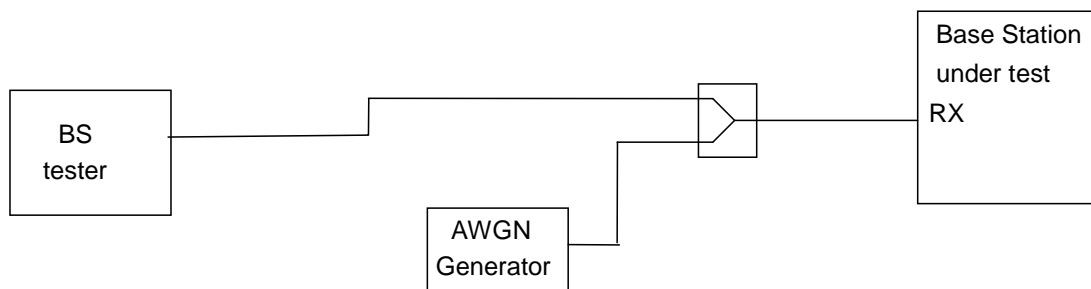 BS
tester
AWGN
Generator
Base Station
under test
RX